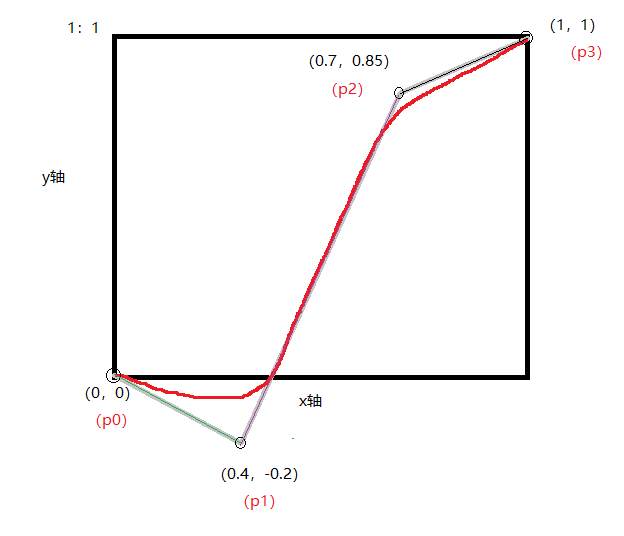 1：1
(1，1)
(p3)
(0.7，0.85)
(p2)
y轴
(0，0)
(p0)
x轴
(0.4，-0.2)
(p1)